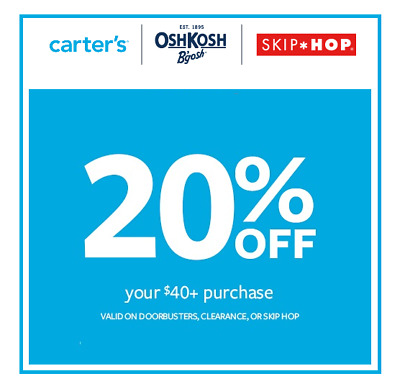 carter's
EST. 1895
OSHKOSH
B'gosh
SKIP*HOP
20%
OFF
your $40+ purchase
VALID ON DOORBUSTERS, CLEARANCE, OR SKIP HOP